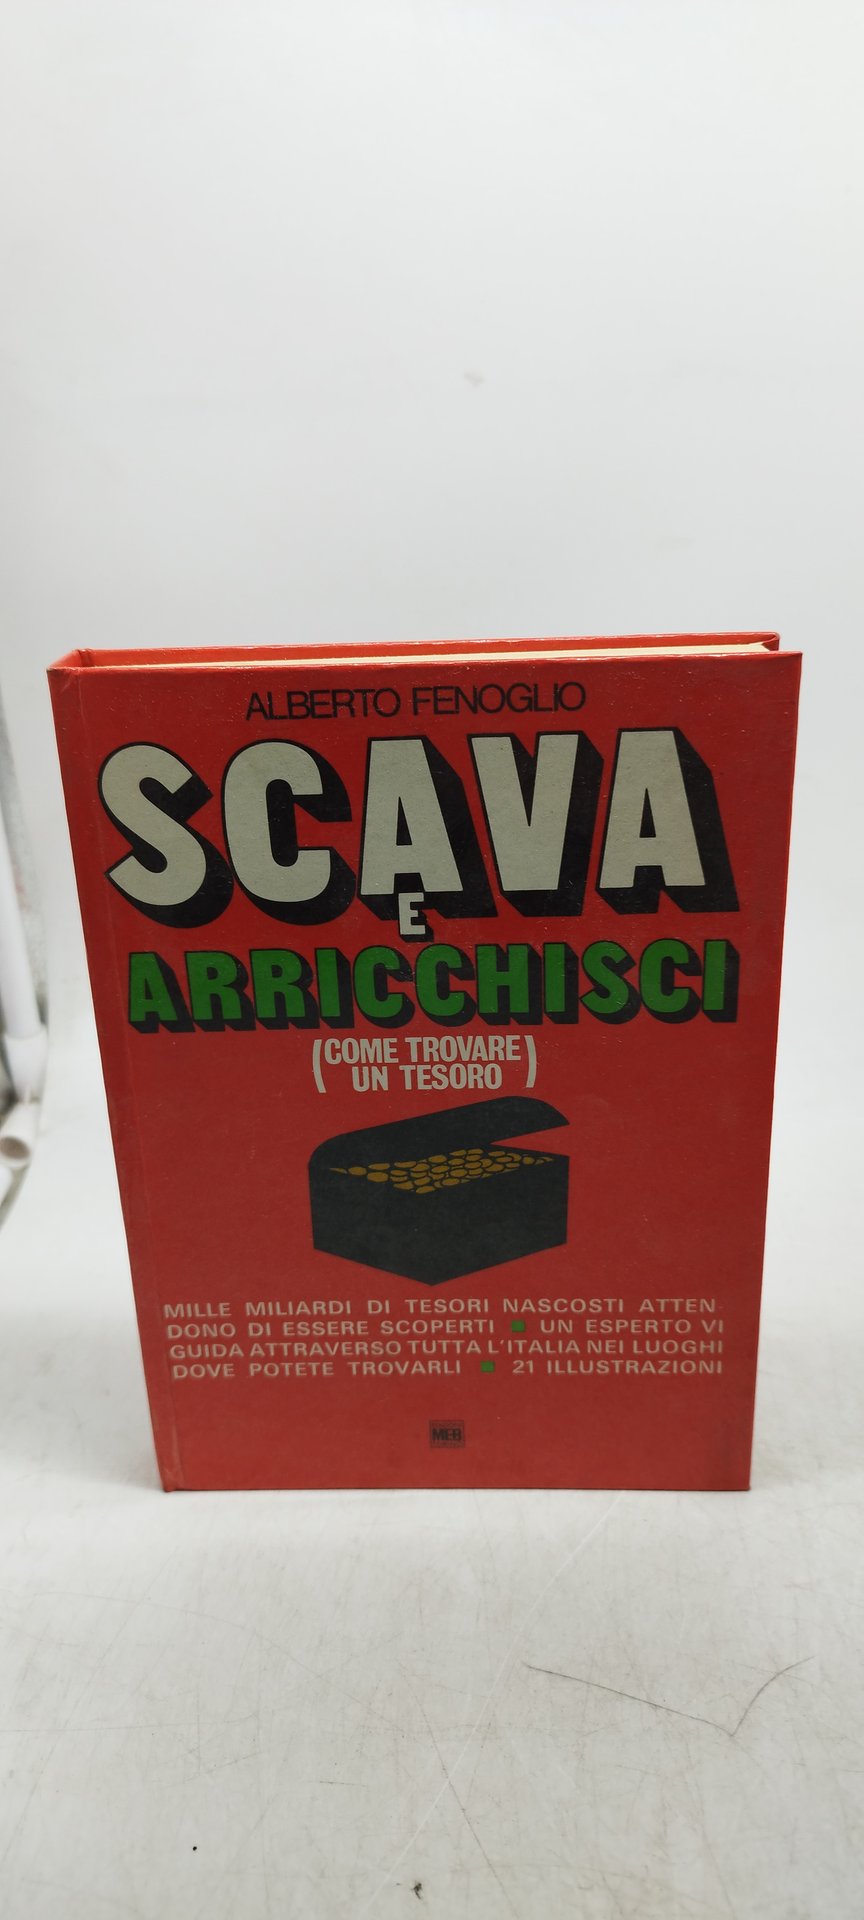 ALBERTO FENOGLIO
SCAVA
E
ARRICCHISCI
(COME TROVARE
UN TESORO)
MILLE MILIARDI DI TESORI NASCOSTI ATTEN-
DONO DI ESSERE SCOPERTI ■ UN ESPERTO VI
GUIDA ATTRAVERSO TUTTA L'ITALIA NEI LUOGHI
DOVE POTETE TROVARLI ■ 21 ILLUSTRAZIONI
MEB